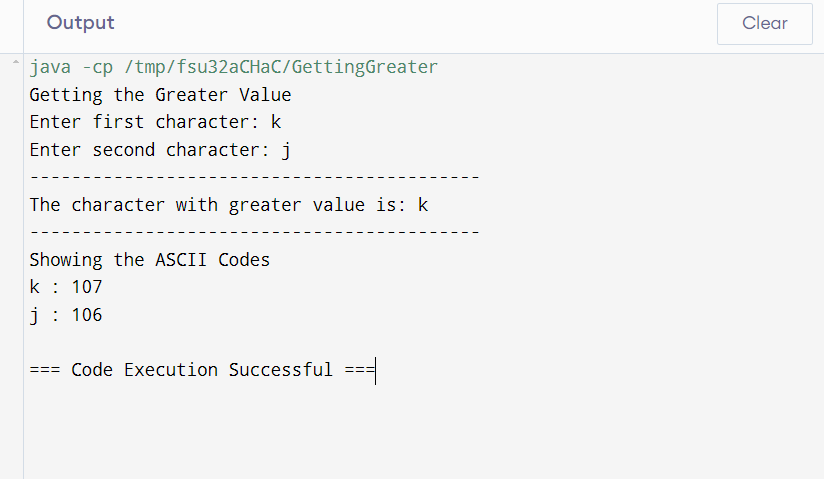 Output
Clear
java -cp /tmp/fsu32aCHaC/GettingGreater
Getting the Greater Value
Enter first character: k
Enter second character: j
-------------------------------------------
The character with greater value is: k
-------------------------------------------
Showing the ASCII Codes
k : 107
j : 106
=== Code Execution Successful ===